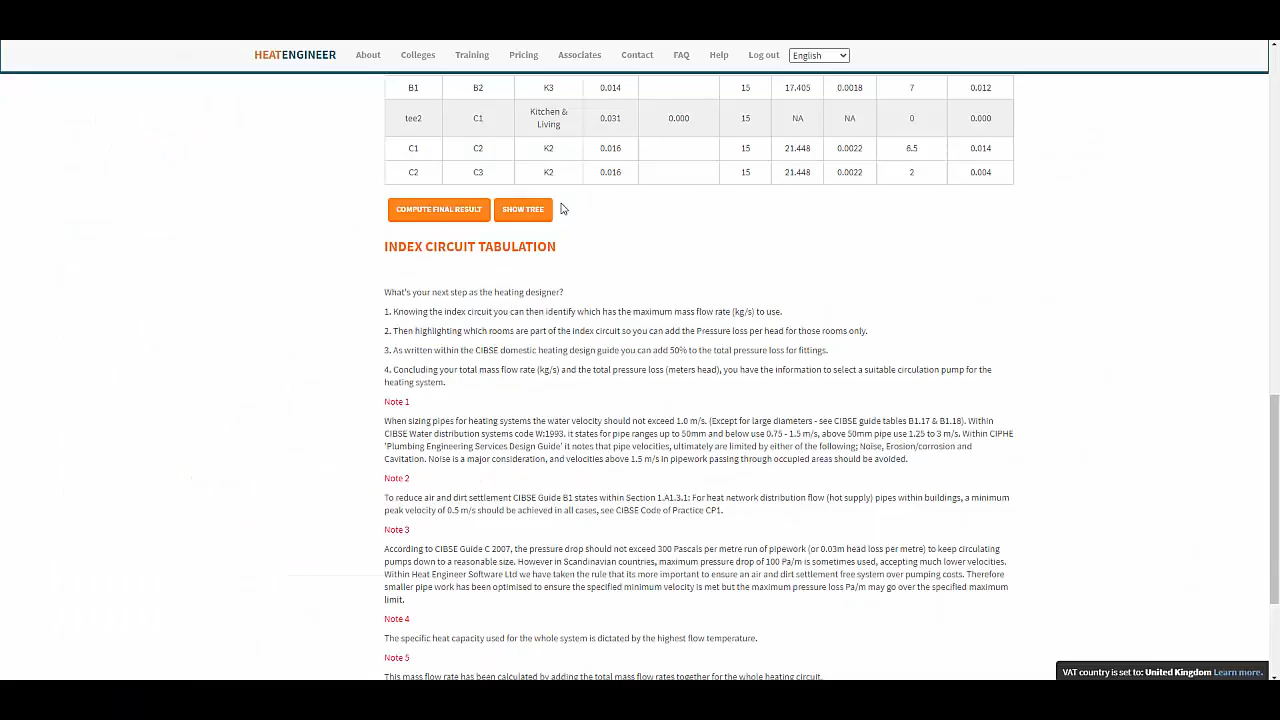 HEATENGINEER About Colleges Training Pricing Associates Contact FAQ Help Log out English
B1 B2 K3 0.014 15 17.405 0.0018 7 0.012
tee2 C1 Kitchen & Living 0.031 0.000 15 NA NA 0 0.000
C1 C2 K2 0.016 15 21.448 0.0022 6.5 0.014
C2 C3 K2 0.016 15 21.448 0.0022 2 0.004
COMPUTE FINAL RESULT SHOW TREE
INDEX CIRCUIT TABULATION
What's your next step as the heating designer?
1. Knowing the index circuit you can then identify which has the maximum mass flow rate (kg/s) to use.
2. Then highlighting which rooms are part of the index circuit so you can add the Pressure loss per head for those rooms only.
3. As written within the CIBSE domestic heating design guide you can add 50% to the total pressure loss for fittings.
4. Concluding your total mass flow rate (kg/s) and the total pressure loss (meters head), you have the information to select a suitable circulation pump for the
heating system.
Note 1
When sizing pipes for heating systems the water velocity should not exceed 1.0 m/s. (Except for large diameters - see CIBSE guide tables B1.17 & B1.18). Within
CIBSE Water distribution systems code W:1993. it states for pipe ranges up to 50mm and below use 0.75 - 1.5 m/s, above 50mm pipe use 1.25 to 3 m/s. Within CIPHE
'Plumbing Engineering Services Design Guide' it notes that pipe velocities, ultimately are limited by either of the following; Noise, Erosion/corrosion and
Cavitation. Noise is a major consideration, and velocities above 1.5 m/s in pipework passing through occupied areas should be avoided.
Note 2
To reduce air and dirt settlement CIBSE Guide B1 states within Section 1.A1.3.1: For heat network distribution flow (hot supply) pipes within buildings, a minimum
peak velocity of 0.5 m/s should be achieved in all cases, see CIBSE Code of Practice CP1.
Note 3
According to CIBSE Guide C 2007, the pressure drop should not exceed 300 Pascals per metre run of pipework (or 0.03m head loss per metre) to keep circulating
pumps down to a reasonable size. However in Scandinavian countries, maximum pressure drop of 100 Pa/m is sometimes used, accepting much lower velocities.
Within Heat Engineer Software Ltd we have taken the rule that its more important to ensure an air and dirt settlement free system over pumping costs. Therefore
smaller pipe work has been optimised to ensure the specified minimum velocity is met but the maximum pressure loss Pa/m may go over the specified maximum
limit.
Note 4
The specific heat capacity used for the whole system is dictated by the highest flow temperature.
Note 5
This mass flow rate has been calculated by adding the total mass flow rates together for the whole heating circuit.
VAT country is set to: United Kingdom Learn more.